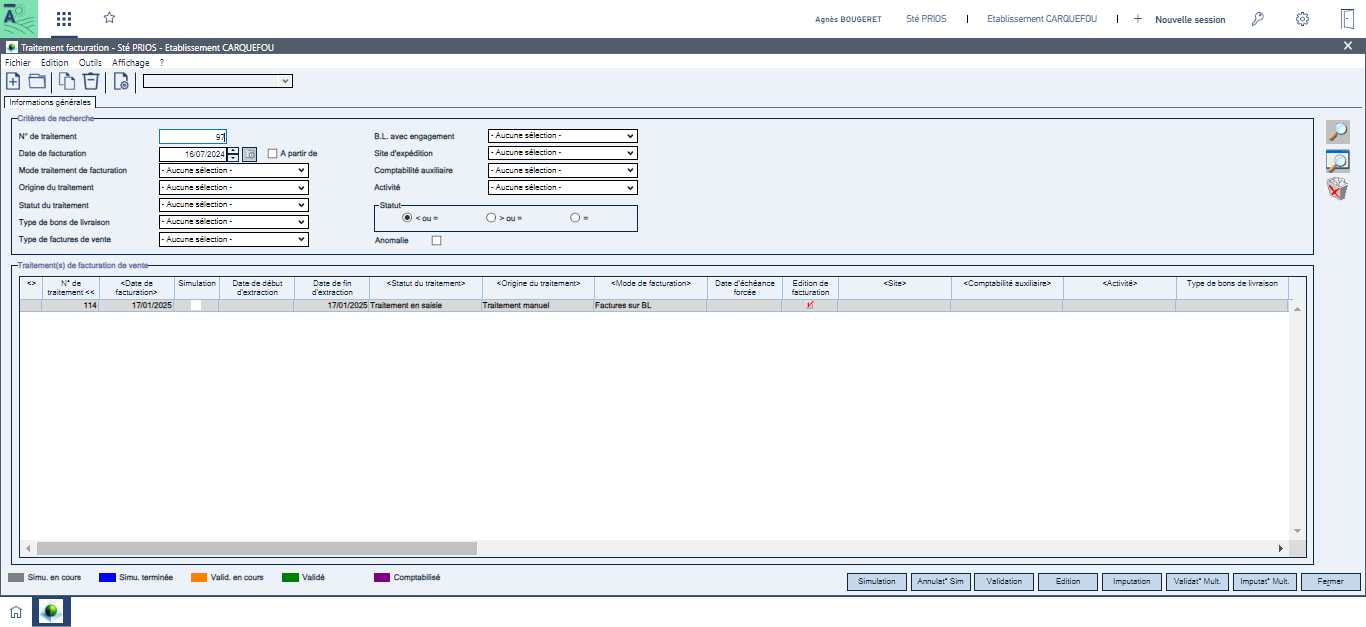 Agnès BOUGERET Sté PRIOS | Etablissement CARQUEFOU | + Nouvelle session
Traitement facturation - Sté PRIOS - Etablissement CARQUEFOU
Fichier Edition Outils Affichage ?
Informations générales
Critères de recherche
N° de traitement 97 B.L. avec engagement - Aucune sélection -
Date de facturation 16/07/2024 A partir de Site d'expédition - Aucune sélection -
Mode traitement de facturation - Aucune sélection - Comptabilité auxiliaire - Aucune sélection -
Origine du traitement - Aucune sélection - Activité - Aucune sélection -
Statut du traitement - Aucune sélection - Statut
Type de bons de livraison - Aucune sélection - < ou = > ou = =
Type de factures de vente - Aucune sélection - Anomalie
Traitement(s) de facturation de vente
<> N° de traitement << <Date de facturation> Simulation Date de début d'extraction Date de fin d'extraction <Statut du traitement> <Origine du traitement> <Mode de facturation> Date d'échéance forcée Edition de facturation <Site> <Comptabilité auxiliaire> <Activité> Type de bons de livraison
114 17/01/2025 17/01/2025 Traitement en saisie Traitement manuel Factures sur BL
Simu. en cours Simu. terminée Valid. en cours Validé Comptabilisé
Simulation Annulat° Sim Validation Edition Imputation Validat° Mult. Imputat° Mult. Fermer